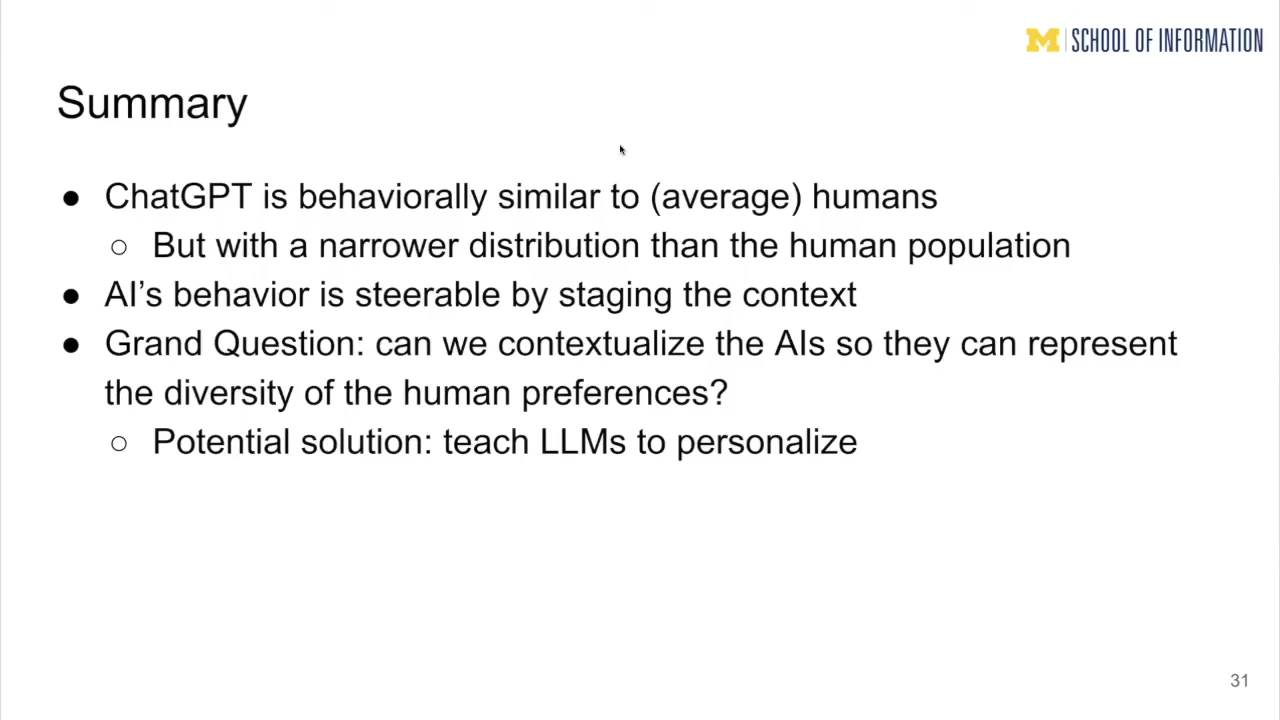 M SCHOOL OF INFORMATION
Summary
● ChatGPT is behaviorally similar to (average) humans
○ But with a narrower distribution than the human population
● AI’s behavior is steerable by staging the context
● Grand Question: can we contextualize the AIs so they can represent
the diversity of the human preferences?
○ Potential solution: teach LLMs to personalize
31